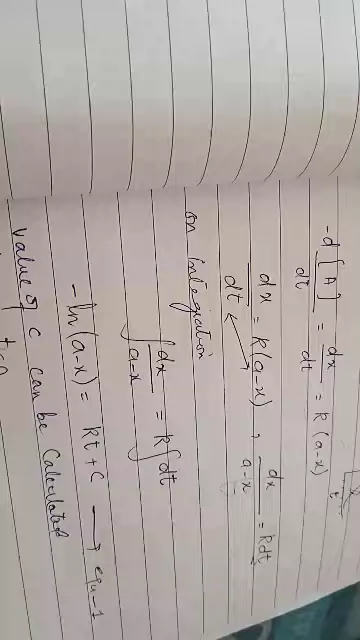 -d[A]/dt = dx/dt = k(a-x)
dx/dt = k(a-x), dx/a-x = kdt
on integration
∫dx/a-x = k∫dt
-ln(a-x) = kt + c → equ-1
value of c can be calculated